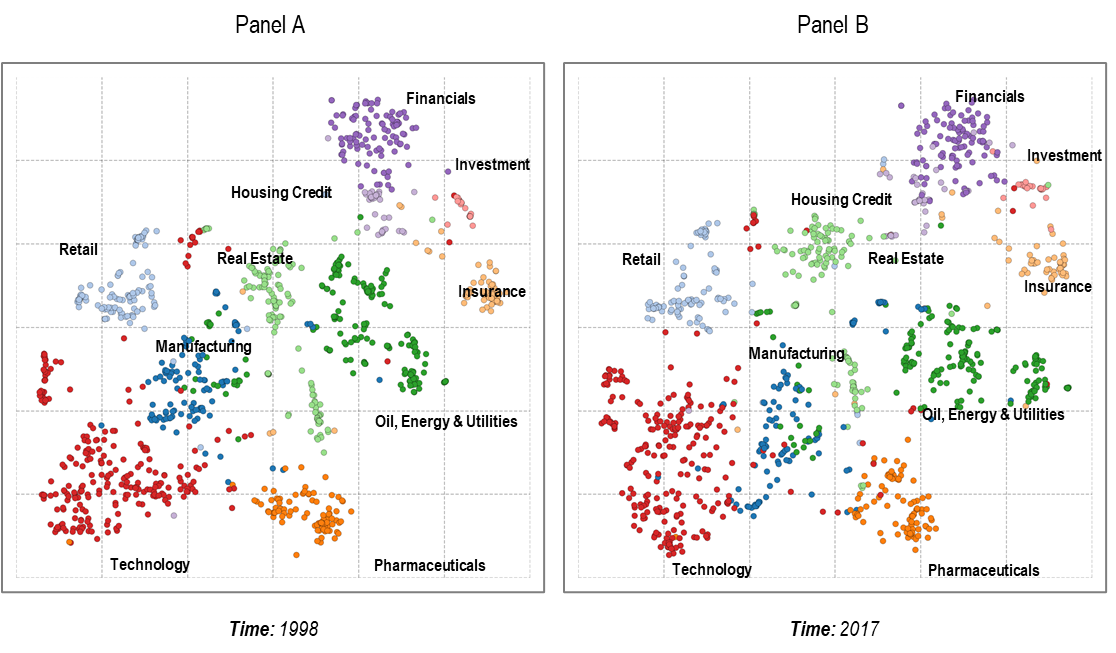 Panel A
Panel B
Financials
Investment
Housing Credit
Retail
Real Estate
Insurance
Manufacturing
Oil, Energy & Utilities
Technology
Pharmaceuticals
Financials
Investment
Housing Credit
Retail
Real Estate
Insurance
Manufacturing
Oil, Energy & Utilities
Technology
Pharmaceuticals
Time: 1998
Time: 2017